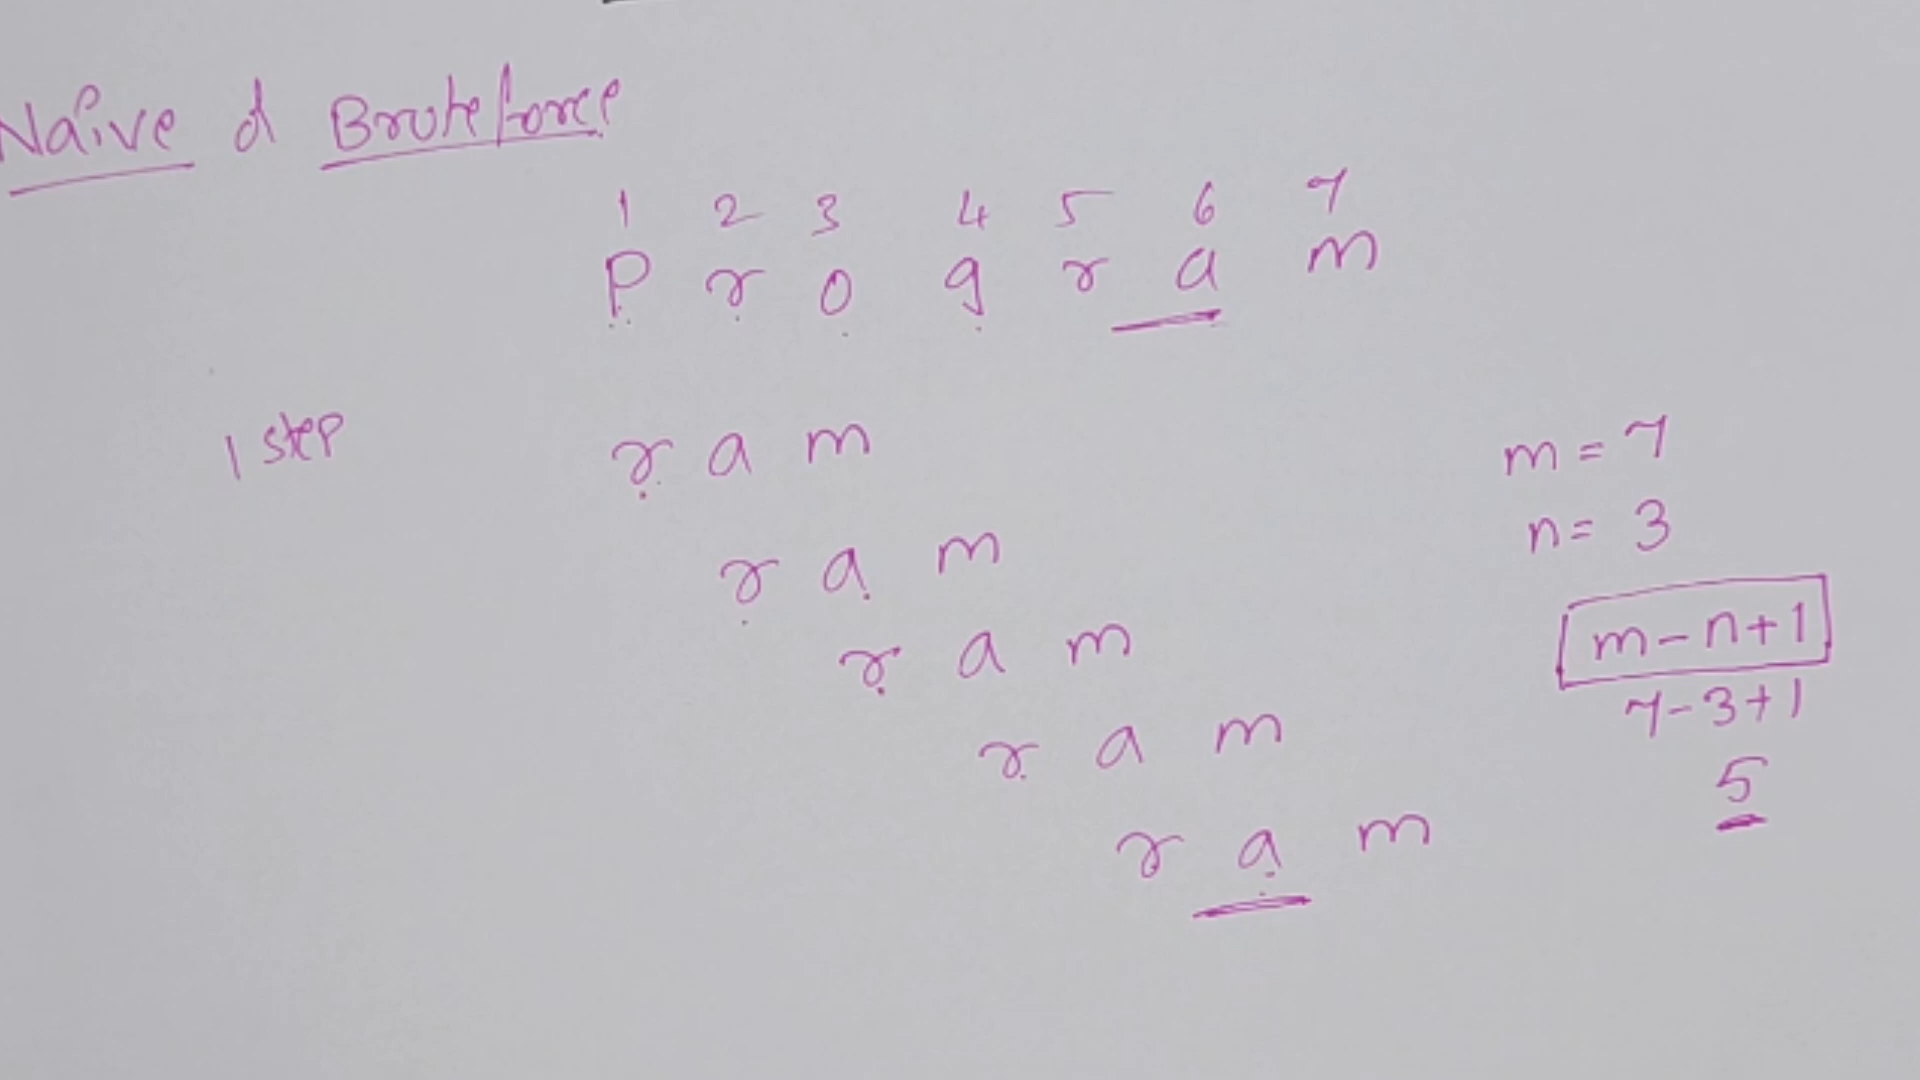 Naive d Bruteforce
1 2 3 4 5 6 7
P r o g r a m
1 step r a m
m = 7
r a m
n = 3
r a m
m - n + 1
7 - 3 + 1
r a m
5
r a m